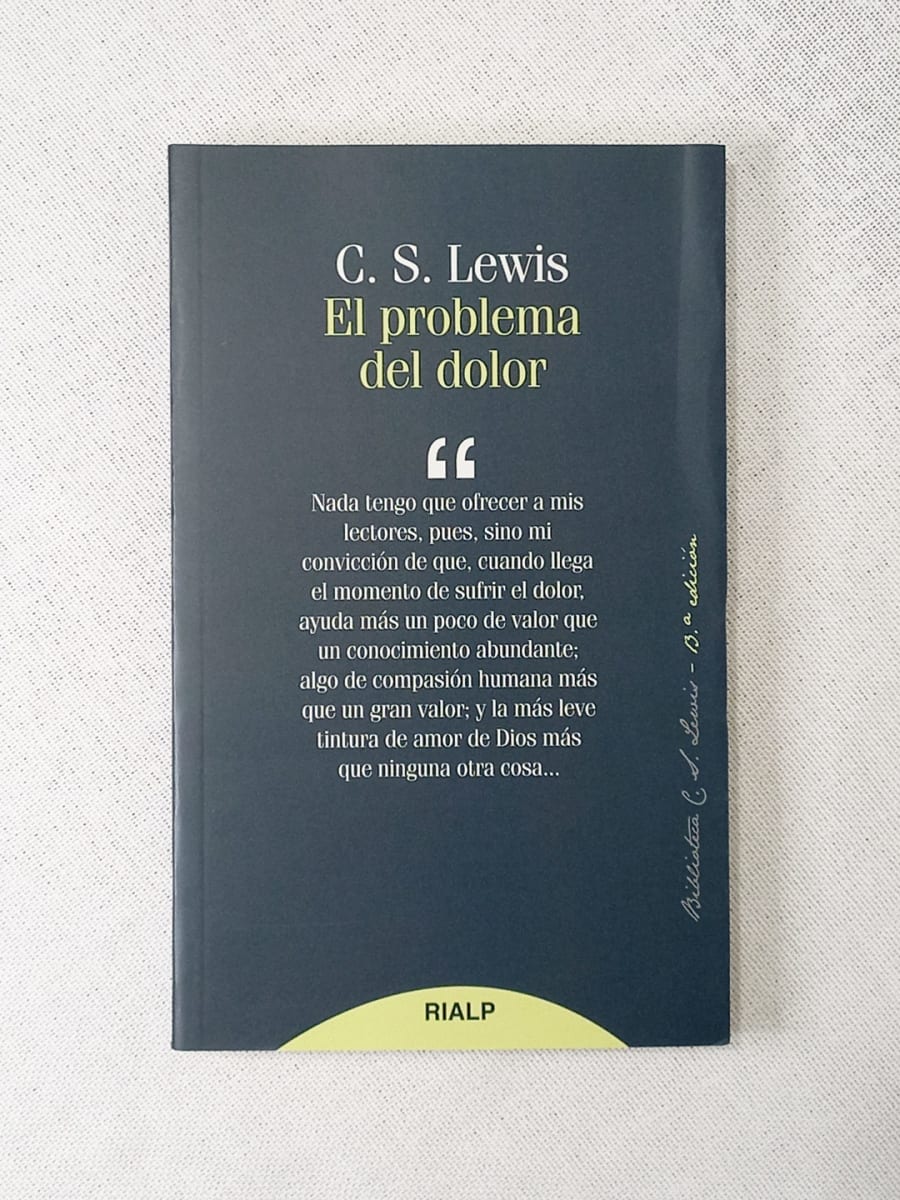 C. S. Lewis
El problema
del dolor
“
Nada tengo que ofrecer a mis
lectores, pues, sino mi
convicción de que, cuando llega
el momento de sufrir el dolor,
ayuda más un poco de valor que
un conocimiento abundante;
algo de compasión humana más
que un gran valor; y la más leve
tintura de amor de Dios más
que ninguna otra cosa...
Biblioteca C. S. Lewis - 13.ª edición
RIALP